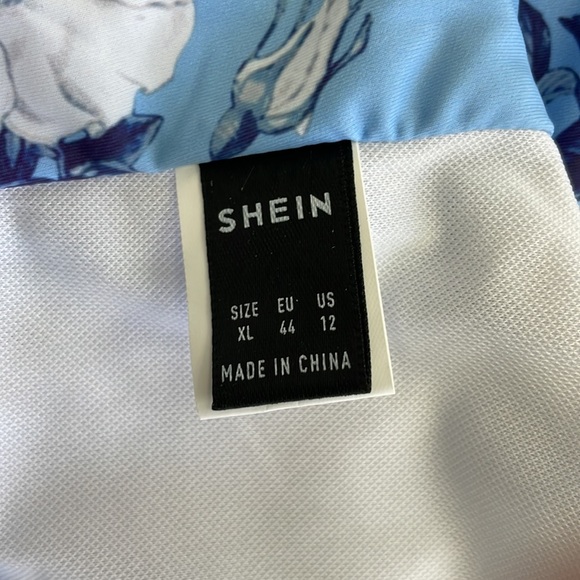 SHEIN
SIZE EU US
XL 44 12
MADE IN CHINA